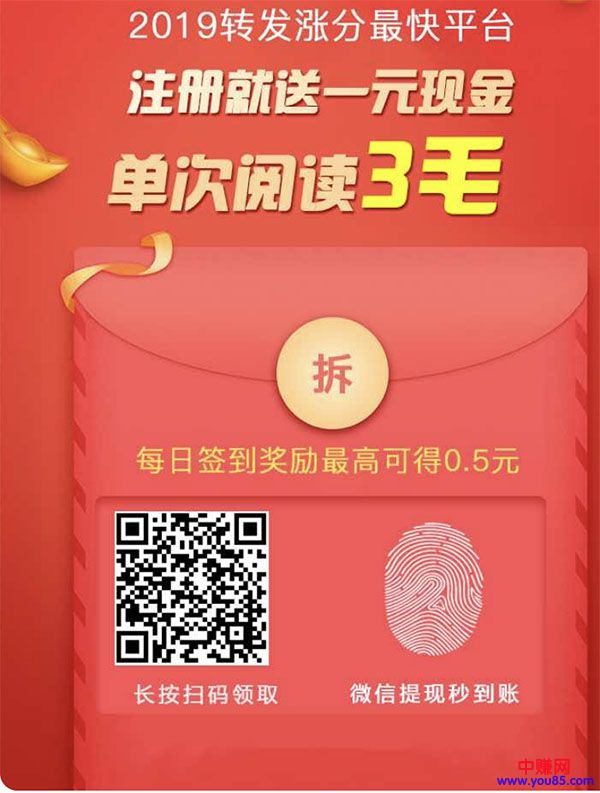 2019转发涨分最快平台
注册就送一元现金
单次阅读3毛
拆
每日签到奖励最高可得0.5元
长按扫码领取
微信提现秒到账
中赚网
www.you85.com